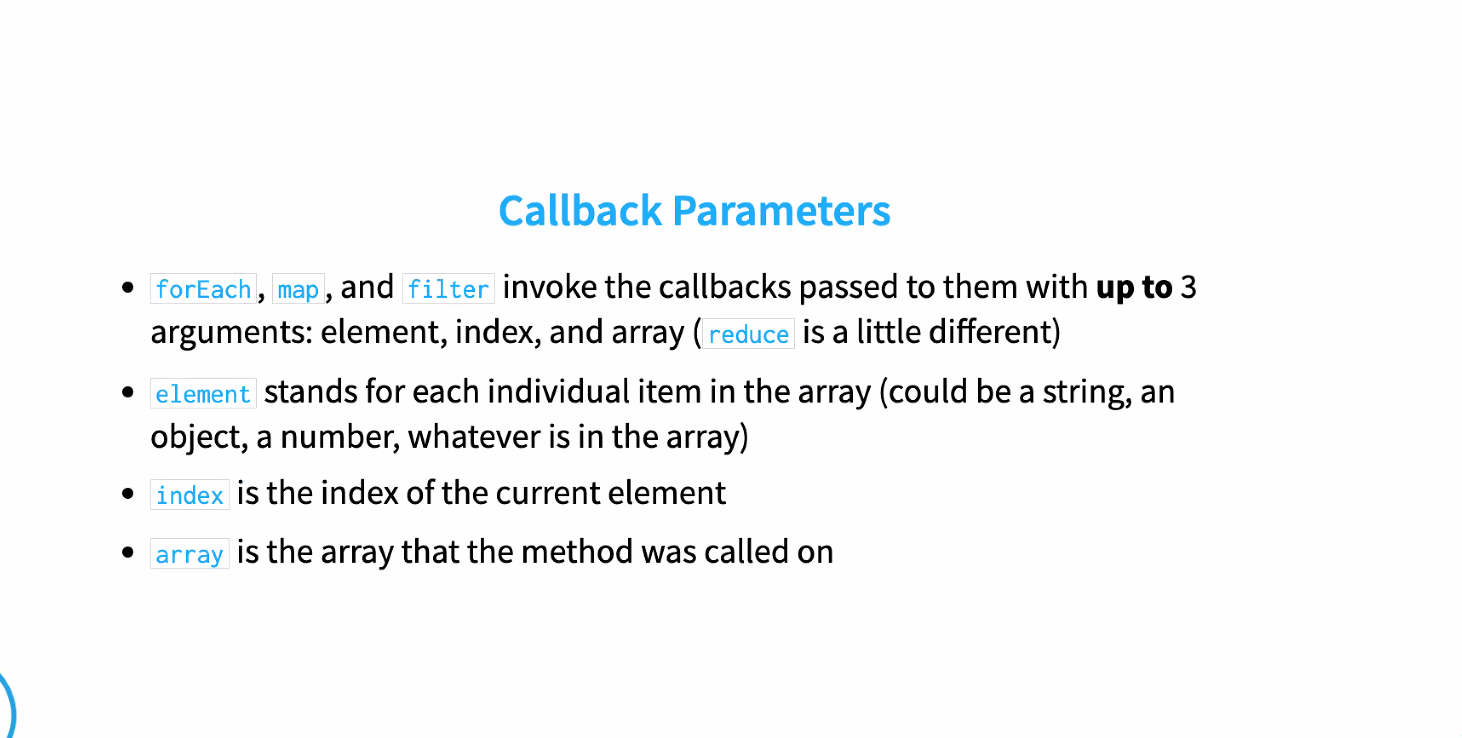 Callback Parameters
• forEach, map, and filter invoke the callbacks passed to them with up to 3
arguments: element, index, and array (reduce is a little different)
• element stands for each individual item in the array (could be a string, an
object, a number, whatever is in the array)
• index is the index of the current element
• array is the array that the method was called on